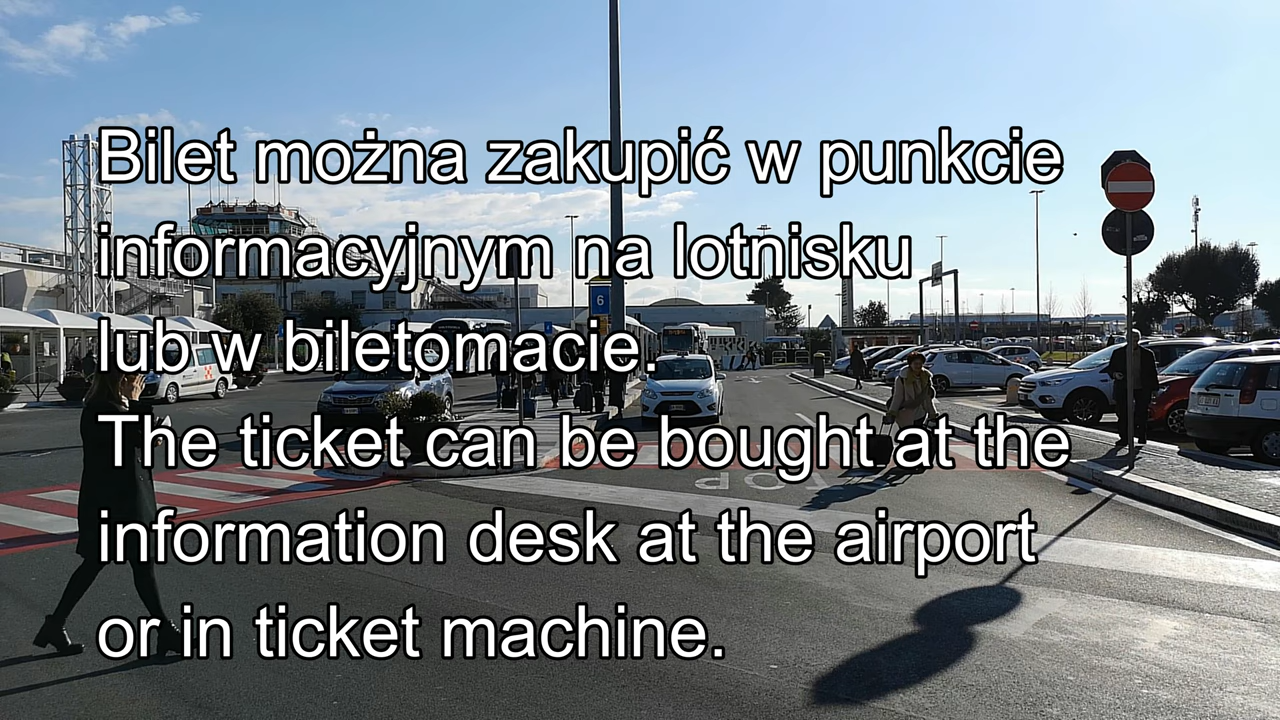 Bilet można zakupić w punkcie
informacyjnym na lotnisku
lub w biletomacie.
The ticket can be bought at the
information desk at the airport
or in ticket machine.
6